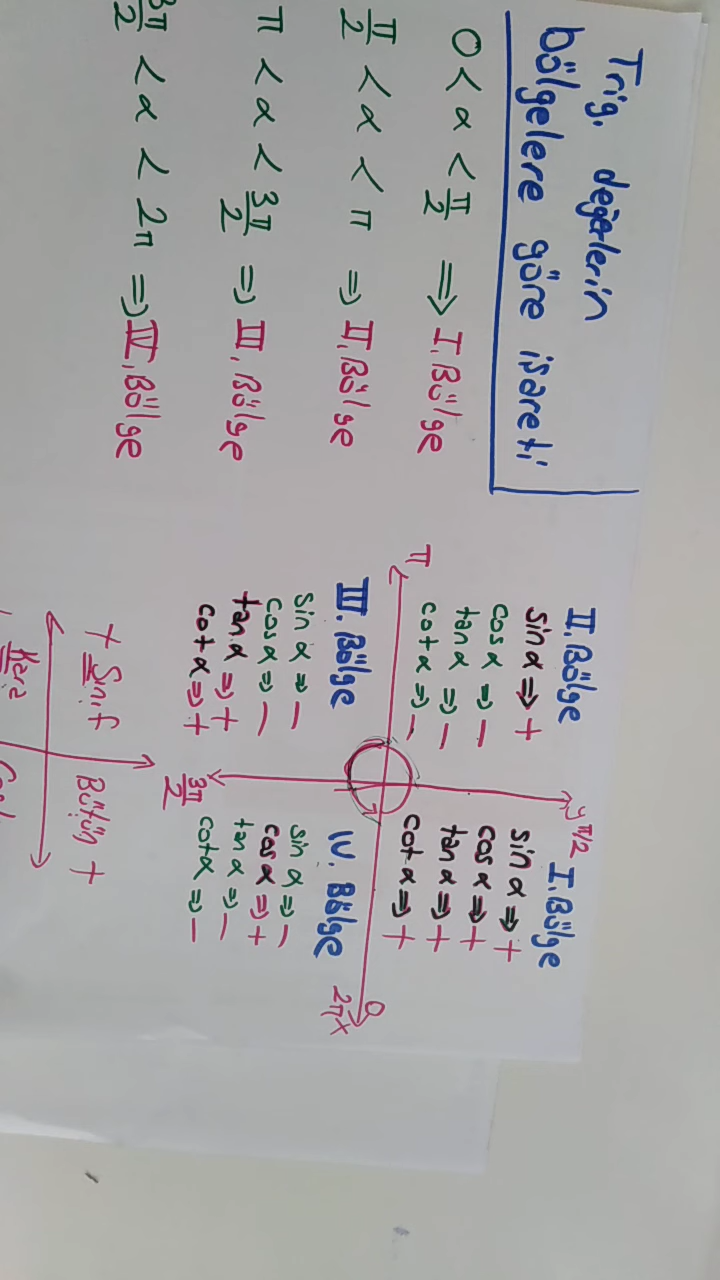 Trig. değerlerin
bölgelere göre işareti
0 < α < π/2 ⇒ I. Bölge
π/2 < α < π ⇒ II. Bölge
π < α < 3π/2 ⇒ III. Bölge
3π/2 < α < 2π ⇒ IV. Bölge
II. Bölge
sin α ⇒ +
cos α ⇒ −
tan α ⇒ −
cot α ⇒ −
y π/2
I. Bölge
sin α ⇒ +
cos α ⇒ +
tan α ⇒ +
cot α ⇒ +
π
0
2π x
III. Bölge
sin α ⇒ −
cos α ⇒ −
tan α ⇒ +
cot α ⇒ +
3π/2
IV. Bölge
sin α ⇒ −
cos α ⇒ +
tan α ⇒ −
cot α ⇒ −
+ Sınıf
Bütün +